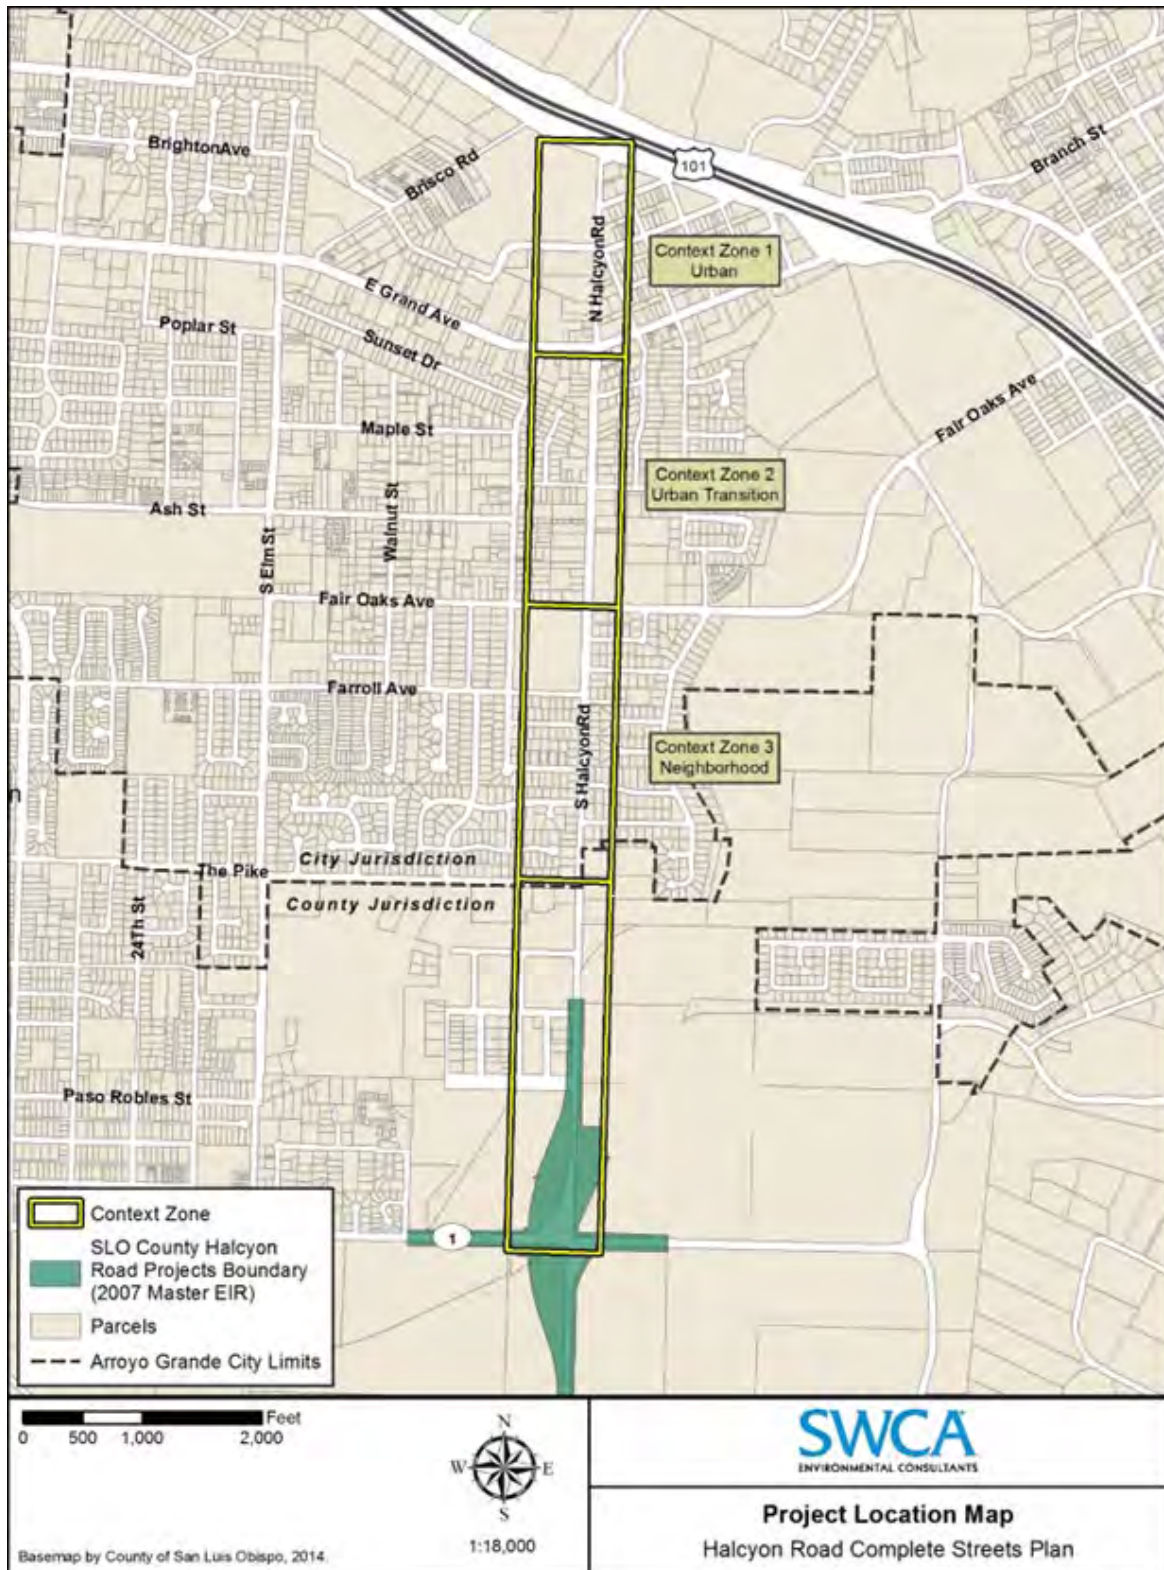 BrightonAve
Brisco Rd
101
Branch St
Context Zone 1
Urban
N HalcyonRd
E Grand Ave
Poplar St
Sunset Dr
Maple St
Fair Oaks Ave
Context Zone 2
Urban Transition
Ash St
Walnut St
S ElmSt
Fair Oaks Ave
Farroll Ave
S HalcyonRd
Context Zone 3
Neighborhood
n
City Jurisdiction
The Pike
County Jurisdiction
24Th St
Paso Robles St
1
Context Zone
SLO County Halcyon
Road Projects Boundary
(2007 Master EIR)
Parcels
Arroyo Grande City Limits
Feet
0 500 1,000 2,000
N
W E
S
1:18,000
Basemap by County of San Luis Obispo, 2014.
SWCA
ENVIRONMENTAL CONSULTANTS
Project Location Map
Halcyon Road Complete Streets Plan